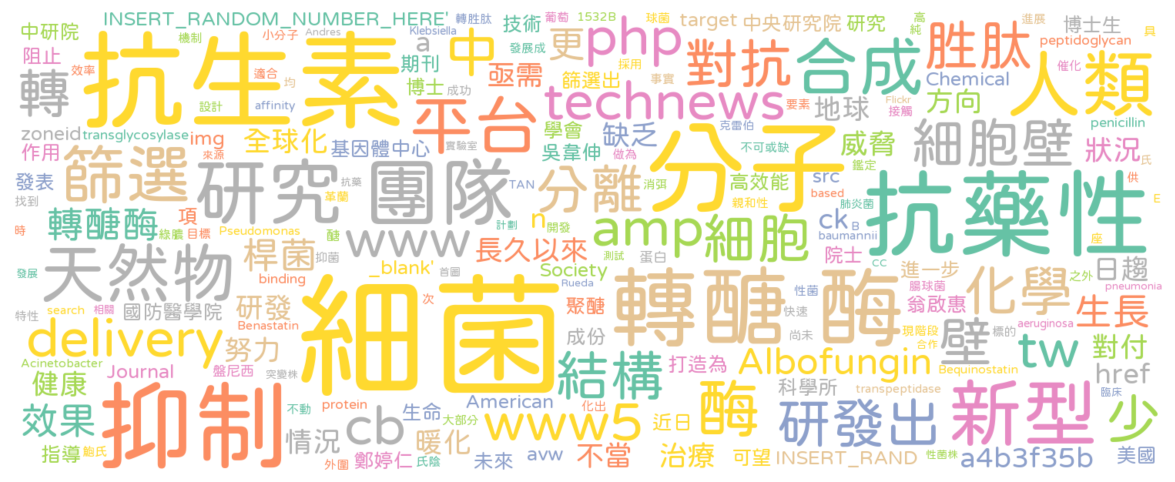 INSERT_RANDOM_NUMBER_HERE'
轉胜肽
技術
葡萄
1532B
球菌
target
中央研究院
研究
高純
進展
博士生
具
中研院
機制
小分子
Andres
Klebsiella
a
發展成
中
更
php
對抗
合成
胜肽
peptidoglycan
人類
阻止
效率
抗生素
適合
均
期刊
博士
成功
亟需
篩選出
採用
事實
Chemical
催化
轉
設計
affinity
平台
technews
要素
Flickr
接觸
地球
方向
penicillin
zoneid
transglycosylase
img
來源
全球化
基因體中心
實驗室
學會
缺乏
克雷伯
做為
威脅
細胞壁
狀況
作用
篩選
抗藥
革蘭
研究
團隊
TAN
吳韋伸
分離
消弭
不可或缺
高效能
分子
親和性
src
based
鑑定
氏
供
發表
找到
轉醣酶
綠膿
項
目標
Pseudomonas
醣
www
計劃
n
開發
amp
細胞
肺炎菌
ck
B
baumannii
抗藥性
E
座
時
天然物
桿菌
抑菌
binding
長久以來
_blank'
首圖
測試
蛋白
院士
cc
進一步
之外
日趨
發展
特性
search
相關
國防醫學院
研發
次
細菌
Society
Rueda
聚醣
成份
轉醣
酶
性菌
快速
尚未
腸球菌
翁啟惠
化學
aeruginosa
標的
生長
pneumonia
delivery
努力
Benastatin
Acinetobacter
盤尼西
突變株
結構
打造為
Albofungin
現階段
合作
Bequinostatin
壁
tw
對付
健康
Journal
protein
American
科學所
transpeptidase
href
臨床
效果
抑制
不動
情況
cb
生命
大部分
化出
www5
酶
近日
研發出
新型
少
指導
鮑氏
外圍
鄭婷仁
氏陰
暖化
未來
avw
不當
治療
可望
INSERT_RAND
性菌株
a4b3f35b
美國